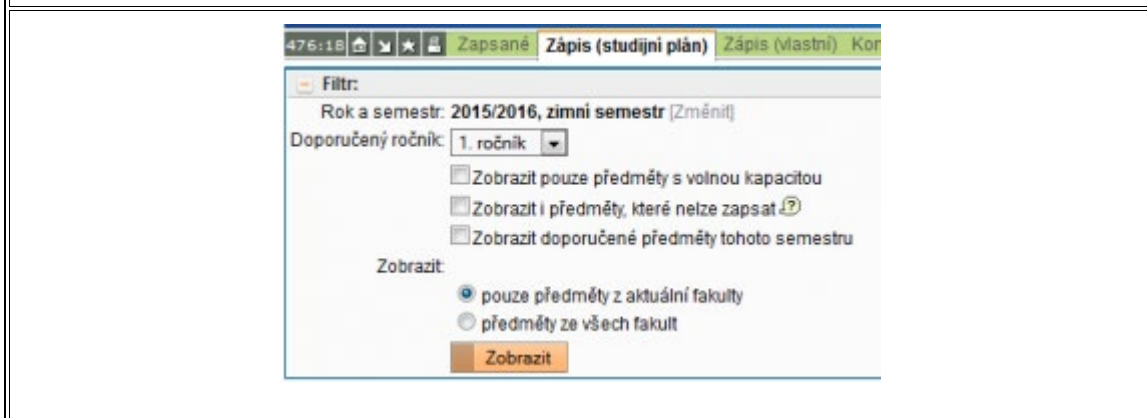 476:18 Zapsané Zápis (studijní plán) Zápis (vlastní) Kon
Filtr:
Rok a semestr: 2015/2016, zimní semestr [Změnit]
Doporučený ročník: 1. ročník
Zobrazit pouze předměty s volnou kapacitou
Zobrazit i předměty, které nelze zapsat ?
Zobrazit doporučené předměty tohoto semestru
Zobrazit:
pouze předměty z aktuální fakulty
předměty ze všech fakult
Zobrazit